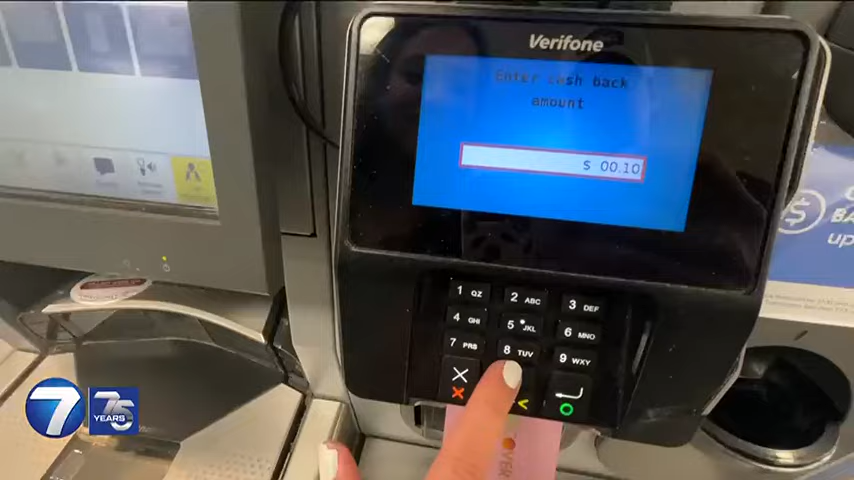 Verifone
Enter cash back
amount
$ 00.10
1 QZ
2 ABC
3 DEF
4 GHI
5 JKL
6 MNO
7 PRS
8 TUV
9 WXY
7
75
YEARS
$
up